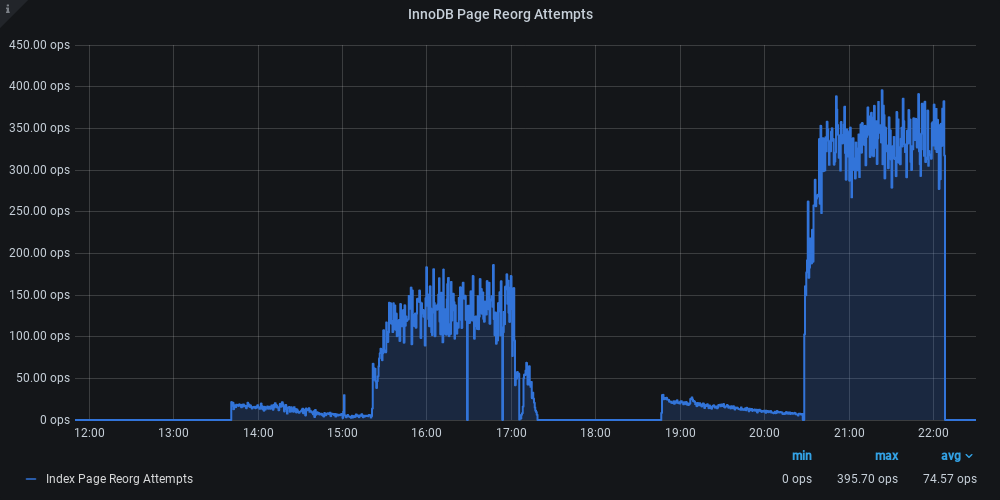 i
InnoDB Page Reorg Attempts
450.00 ops
400.00 ops
350.00 ops
300.00 ops
250.00 ops
200.00 ops
150.00 ops
100.00 ops
50.00 ops
0 ops
12:00 13:00 14:00 15:00 16:00 17:00 18:00 19:00 20:00 21:00 22:00
min max avg
Index Page Reorg Attempts 0 ops 395.70 ops 74.57 ops